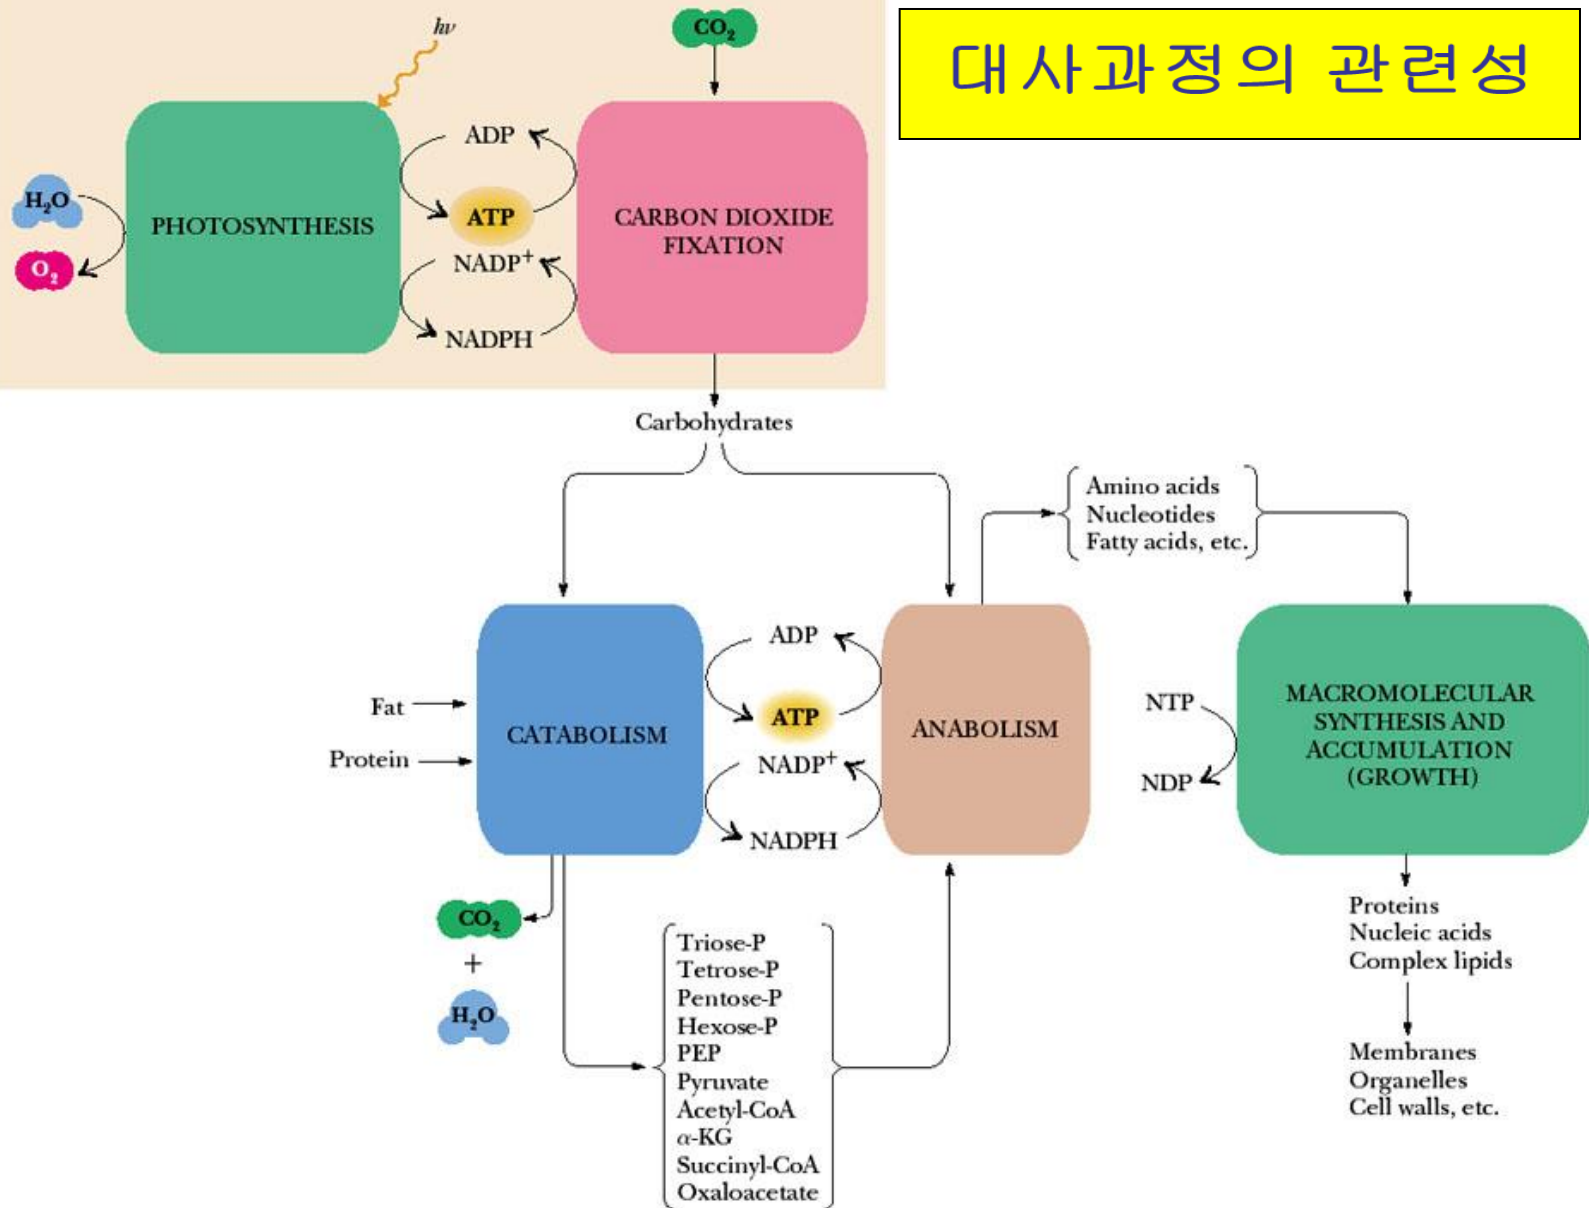 대사과정의 관련성
hν
CO₂
H₂O
O₂
PHOTOSYNTHESIS
ADP
ATP
NADP⁺
NADPH
CARBON DIOXIDE
FIXATION
Carbohydrates
Amino acids
Nucleotides
Fatty acids, etc.
Fat
Protein
CATABOLISM
ADP
ATP
NADP⁺
NADPH
ANABOLISM
NTP
NDP
MACROMOLECULAR
SYNTHESIS AND
ACCUMULATION
(GROWTH)
CO₂
+
H₂O
Triose-P
Tetrose-P
Pentose-P
Hexose-P
PEP
Pyruvate
Acetyl-CoA
α-KG
Succinyl-CoA
Oxaloacetate
Proteins
Nucleic acids
Complex lipids
Membranes
Organelles
Cell walls, etc.